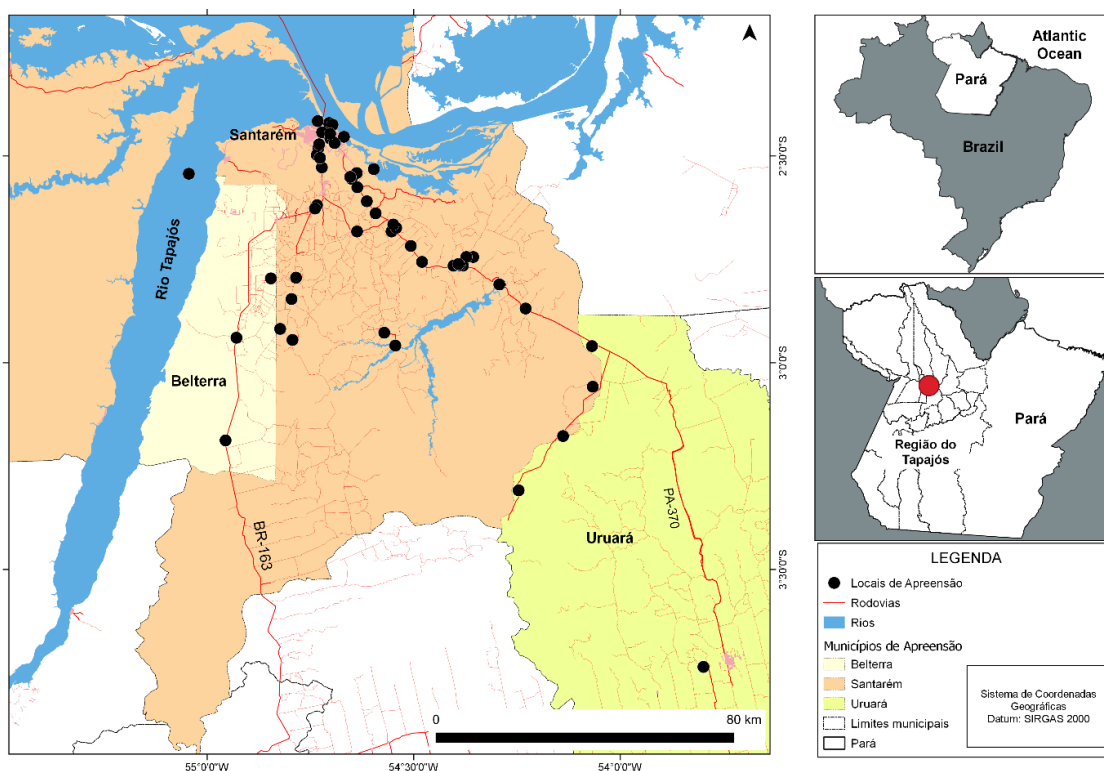 Santarém
Rio Tapajós
Belterra
BR-163
Uruará
PA-370
0
80 km
55°0'0"W
54°30'0"W
54°0'0"W
2°30'S
3°0'S
3°30'S
Atlantic
Ocean
Pará
Brazil
Região do
Tapajós
Pará
LEGENDA
Locais de Apreensão
Rodovias
Rios
Municípios de Apreensão
Belterra
Santarém
Uruará
Limites municipais
Pará
Sistema de Coordenadas
Geográficas
Datum: SIRGAS 2000